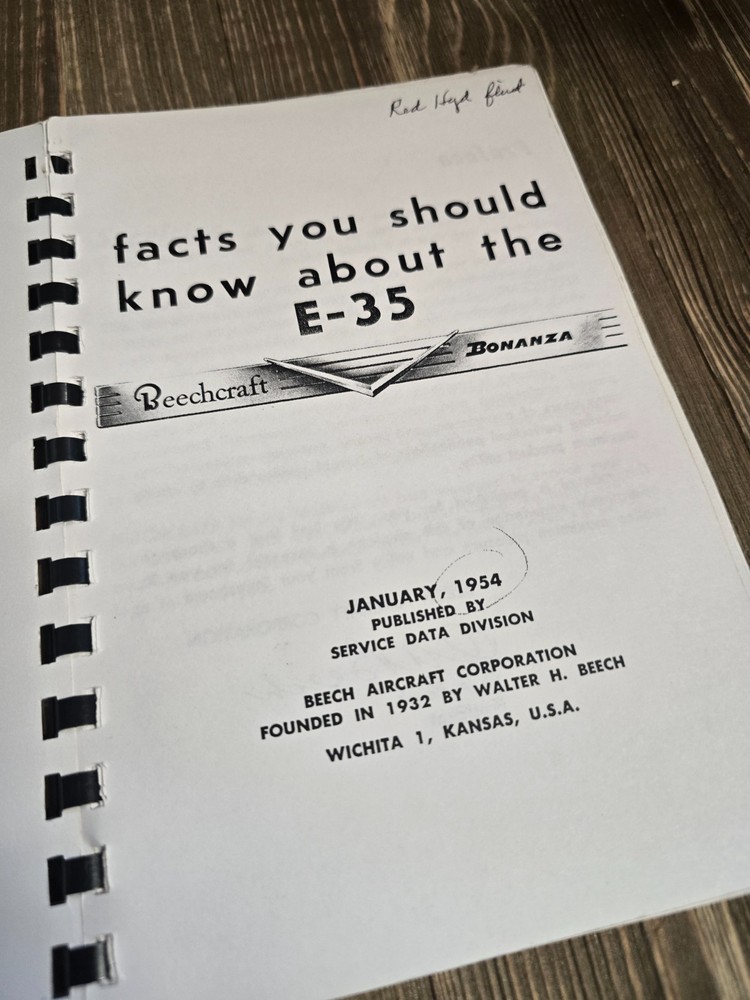 Red Hyd fluid
facts you should
know about the
E-35
Beechcraft BONANZA
JANUARY, 1954
PUBLISHED BY
SERVICE DATA DIVISION
BEECH AIRCRAFT CORPORATION
FOUNDED IN 1932 BY WALTER H. BEECH
WICHITA 1, KANSAS, U.S.A.